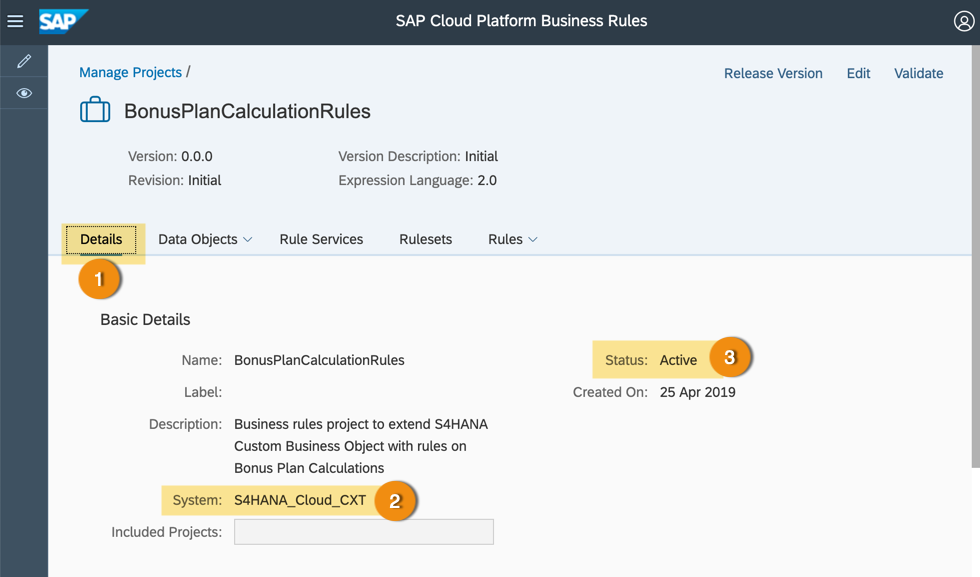 SAP
SAP Cloud Platform Business Rules
Manage Projects /
Release Version Edit Validate
BonusPlanCalculationRules
Version: 0.0.0 Version Description: Initial
Revision: Initial Expression Language: 2.0
Details Data Objects Rule Services Rulesets Rules
1
Basic Details
Name: BonusPlanCalculationRules Status: Active 3
Label: Created On: 25 Apr 2019
Description: Business rules project to extend S4HANA
Custom Business Object with rules on
Bonus Plan Calculations
System: S4HANA_Cloud_CXT 2
Included Projects: